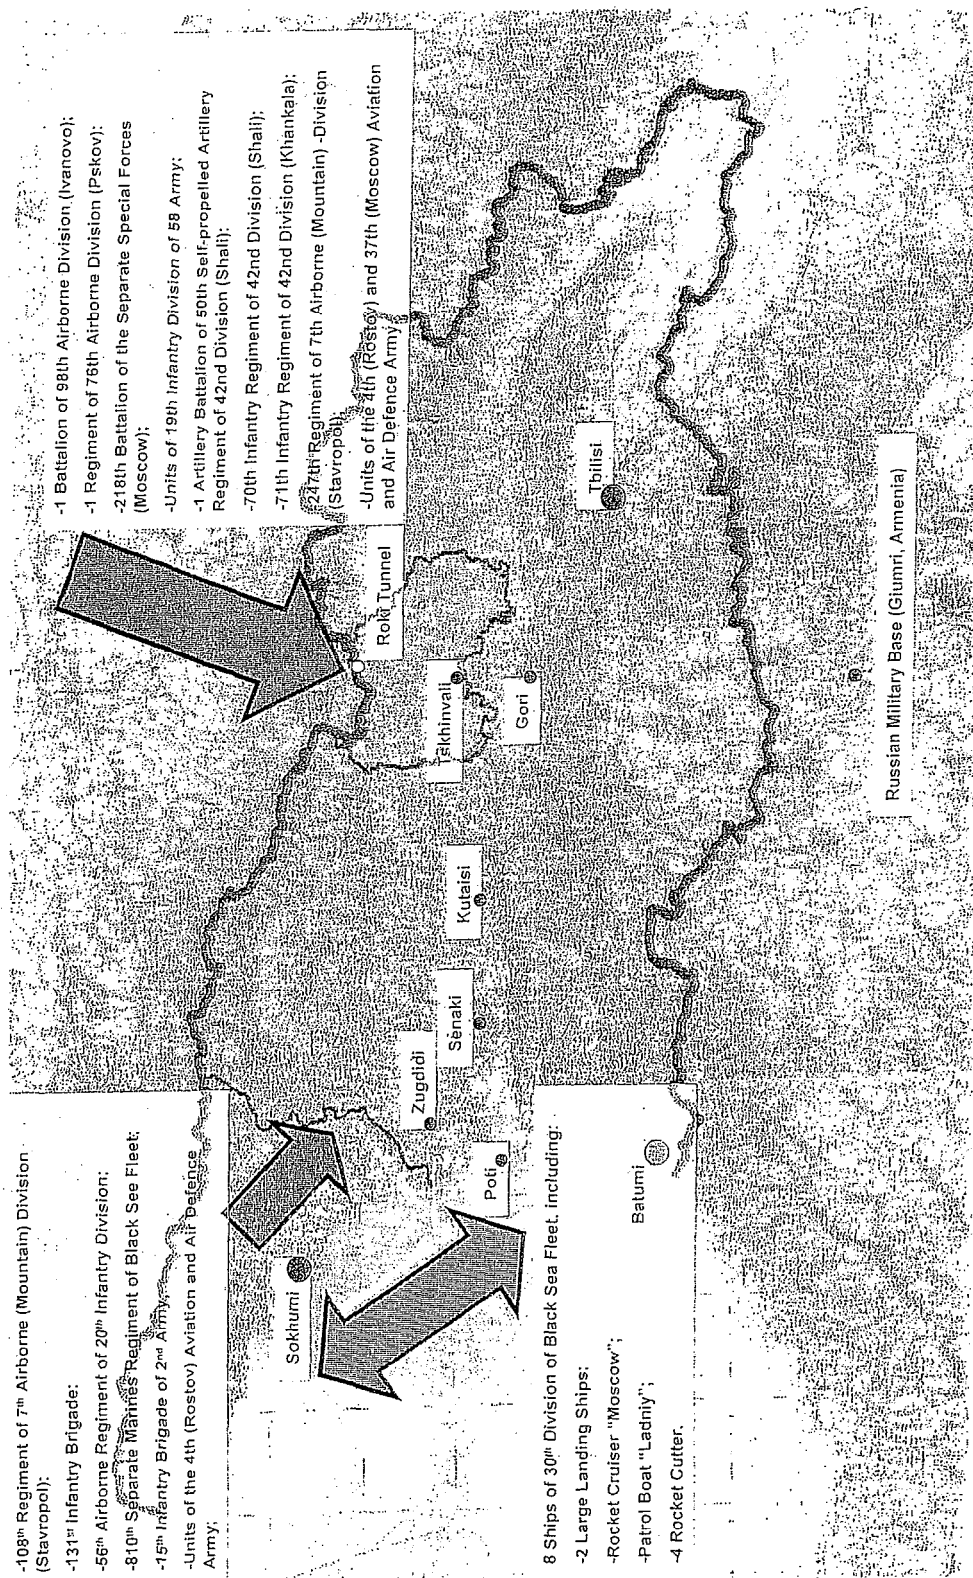 -108th Regiment of 7th Airborne (Mountain) Division
(Stavropol);
-131st Infantry Brigade;
-56th Airborne Regiment of 20th Infantry Division;
-810th Separate Marines Regiment of Black See Fleet;
-15th Infantry Brigade of 2nd Army;
-Units of the 4th (Rostov) Aviation and Air Defence
Army;
-1 Battalion of 98th Airborne Division (Ivanovo);
-1 Regiment of 76th Airborne Division (Pskov);
-218th Battalion of the Separate Special Forces
(Moscow);
-Units of 19th Infantry Division of 58 Army;
-1 Artillery Battalion of 50th Self-propelled Artillery
Regiment of 42nd Division (Shali);
-70th Infantry Regiment of 42nd Division (Shali);
-71th Infantry Regiment of 42nd Division (Khankala);
-247th Regiment of 7th Airborne (Mountain) -Division
(Stavropol);
-Units of the 4th (Rostov) and 37th (Moscow) Aviation
and Air Defence Army
Roki Tunnel
Sokhumi
Zugdidi
Tskhinvali
Senaki
Kutaisi
Poti
Gori
Tbilisi
8 Ships of 30th Division of Black Sea Fleet, including:
-2 Large Landing Ships;
-Rocket Cruiser "Moscow";
-Patrol Boat "Ladniy";
-4 Rocket Cutter.
Batumi
Russian Military Base (Giumri, Armenia)